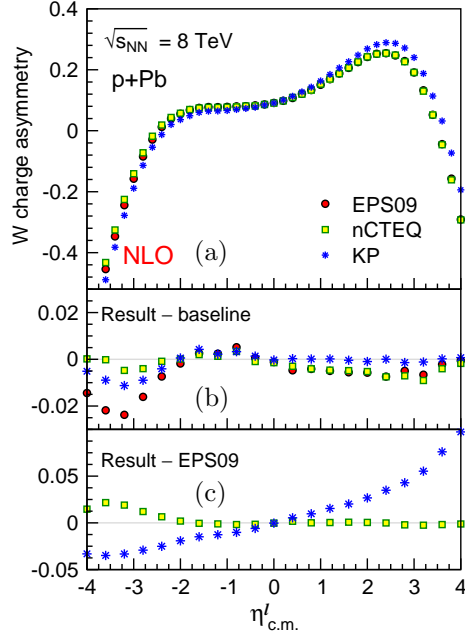 0.4
√s_NN = 8 TeV
p+Pb
0.2
0
-0.2
-0.4
W charge asymmetry
EPS09
nCTEQ
KP
NLO
(a)
0.02
Result – baseline
0
-0.02
(b)
Result – EPS09
0.05
(c)
0
-0.05
-4 -3 -2 -1 0 1 2 3 4
η^l_c.m.